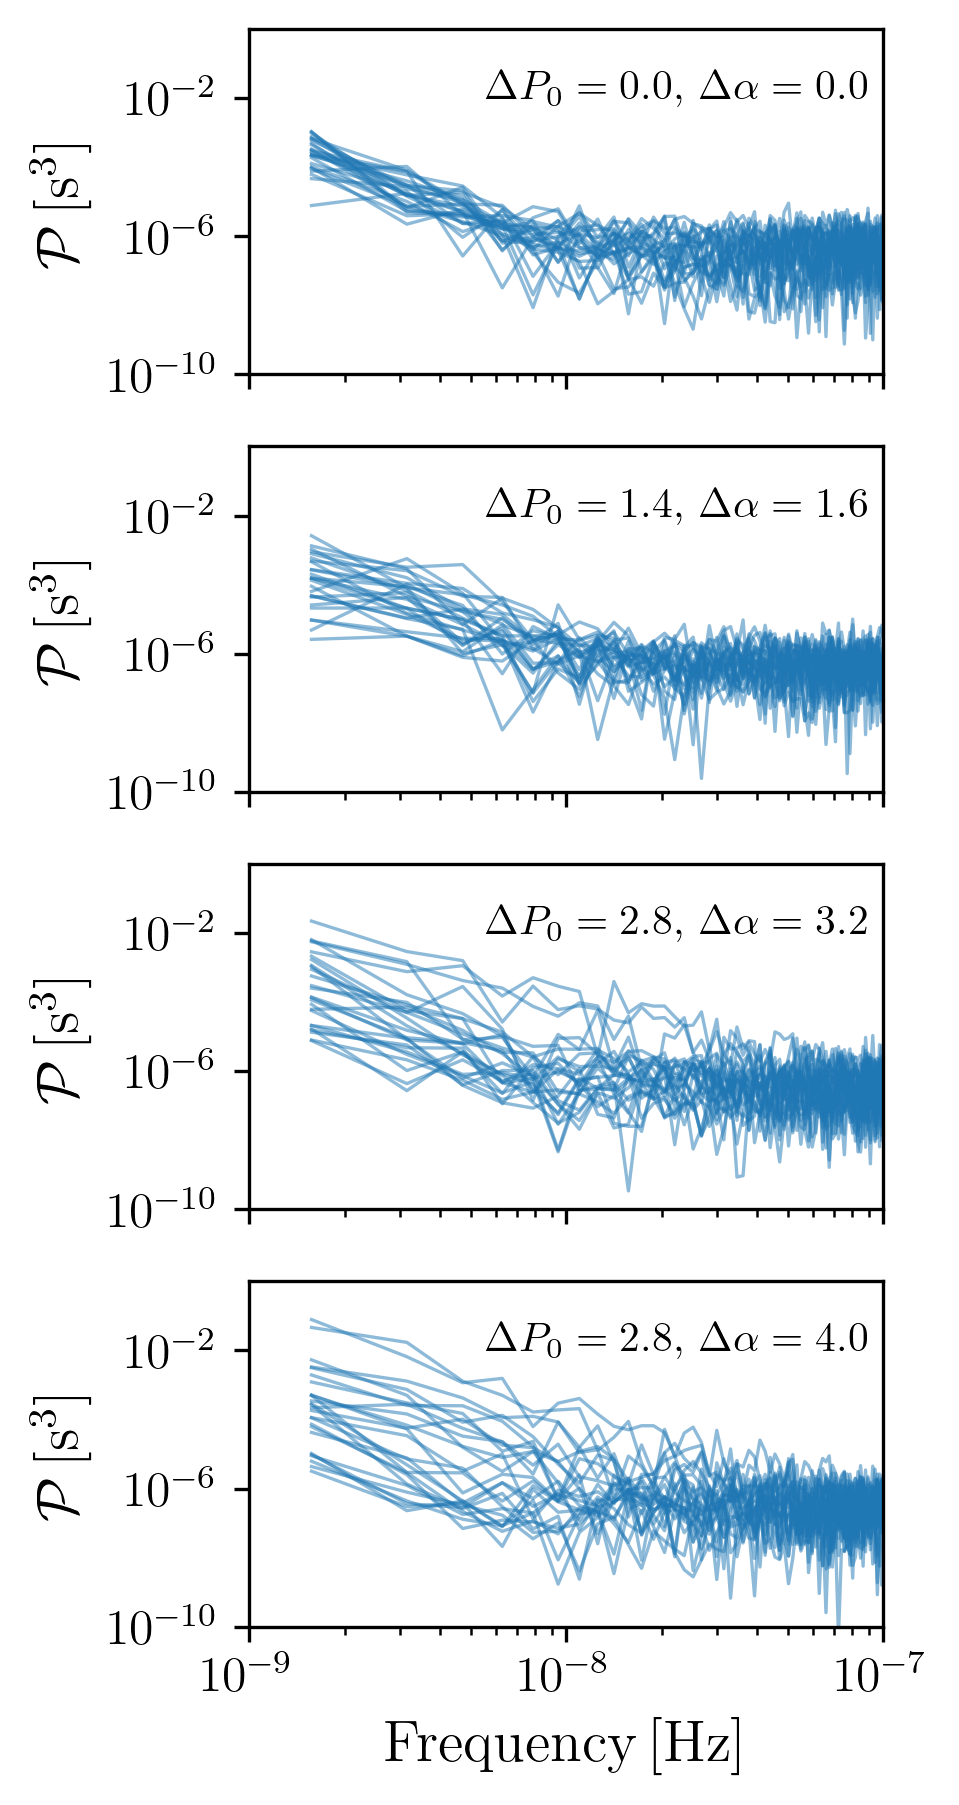 10⁻²
ΔP₀ = 0.0, Δα = 0.0
𝒫 [s³]
10⁻⁶
10⁻¹⁰
10⁻²
ΔP₀ = 1.4, Δα = 1.6
𝒫 [s³]
10⁻⁶
10⁻¹⁰
10⁻²
ΔP₀ = 2.8, Δα = 3.2
𝒫 [s³]
10⁻⁶
10⁻¹⁰
10⁻²
ΔP₀ = 2.8, Δα = 4.0
𝒫 [s³]
10⁻⁶
10⁻¹⁰
10⁻⁹ 10⁻⁸ 10⁻⁷
Frequency [Hz]